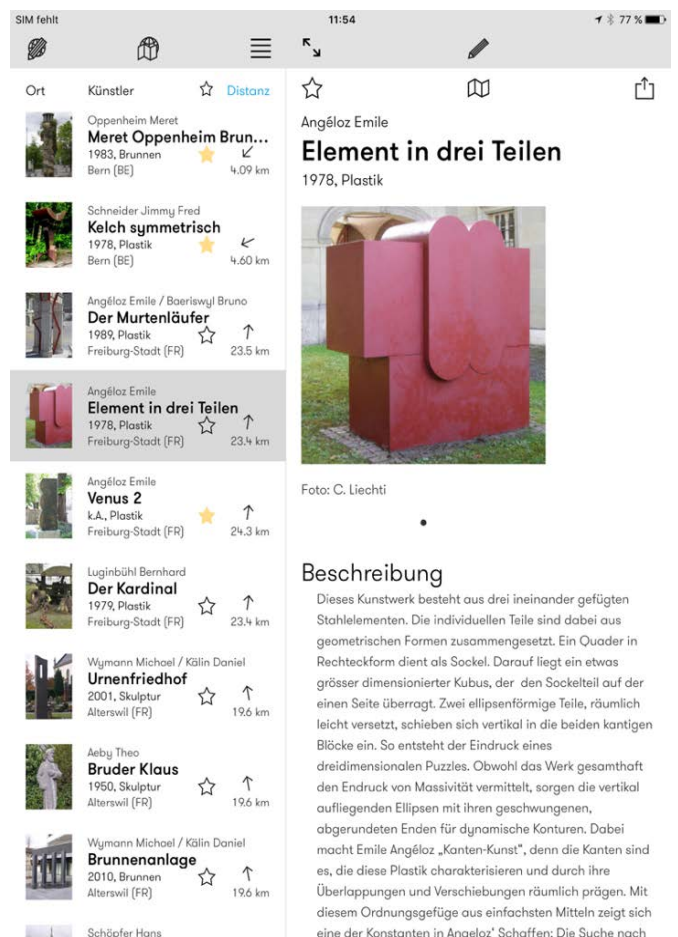 SIM fehlt 11:54 77 %
Ort Künstler Distanz
Oppenheim Meret
Meret Oppenheim Brun...
1983, Brunnen
Bern (BE) 4.09 km
Schneider Jimmy Fred
Kelch symmetrisch
1978, Plastik
Bern (BE) 4.60 km
Angéloz Emile / Baeriswyl Bruno
Der Murtenläufer
1989, Plastik
Freiburg-Stadt (FR) 23.5 km
Angéloz Emile
Element in drei Teilen
1978, Plastik
Freiburg-Stadt (FR) 23.4 km
Angéloz Emile
Venus 2
k.A., Plastik
Freiburg-Stadt (FR) 24.3 km
Luginbühl Bernhard
Der Kardinal
1979, Plastik
Freiburg-Stadt (FR) 23.4 km
Wymann Michael / Kälin Daniel
Urnenfriedhof
2001, Skulptur
Alterswil (FR) 19.6 km
Aeby Theo
Bruder Klaus
1950, Skulptur
Alterswil (FR) 19.6 km
Wymann Michael / Kälin Daniel
Brunnenanlage
2010, Brunnen
Alterswil (FR) 19.6 km
Schöpfer Hans
Angéloz Emile
Element in drei Teilen
1978, Plastik
Foto: C. Liechti
Beschreibung
Dieses Kunstwerk besteht aus drei ineinander gefügten
Stahlelementen. Die individuellen Teile sind dabei aus
geometrischen Formen zusammengesetzt. Ein Quader in
Rechteckform dient als Sockel. Darauf liegt ein etwas
grösser dimensionierter Kubus, der den Sockelteil auf der
einen Seite überragt. Zwei ellipsenförmige Teile, räumlich
leicht versetzt, schieben sich vertikal in die beiden kantigen
Blöcke ein. So entsteht der Eindruck eines
dreidimensionalen Puzzles. Obwohl das Werk gesamthaft
den Endruck von Massivität vermittelt, sorgen die vertikal
aufliegenden Ellipsen mit ihren geschwungenen,
abgerundeten Enden für dynamische Konturen. Dabei
macht Emile Angéloz „Kanten-Kunst", denn die Kanten sind
es, die diese Plastik charakterisieren und durch ihre
Überlappungen und Verschiebungen räumlich prägen. Mit
diesem Ordnungsgefüge aus einfachsten Mitteln zeigt sich
eine der Konstanten in Angeloz' Schaffen: Die Suche nach